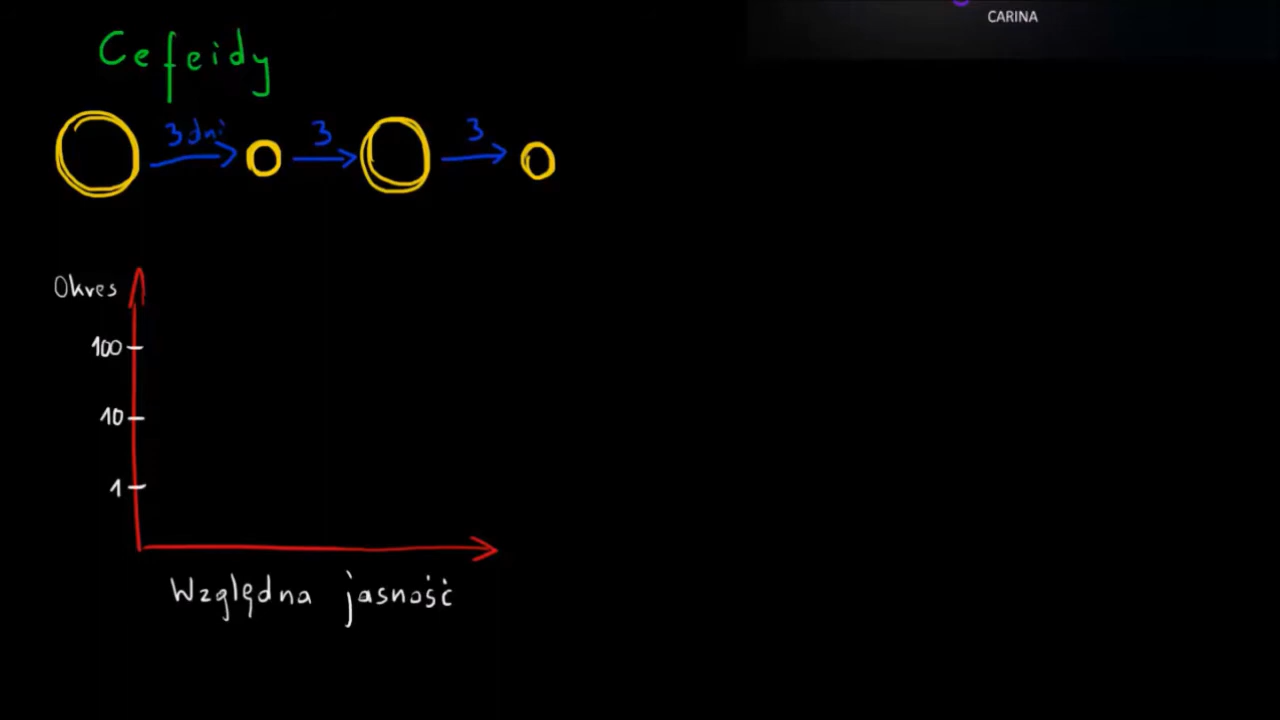 CARINA
Cefeidy
3 dni 3 3
Okres
100
10
1
Względna jasność